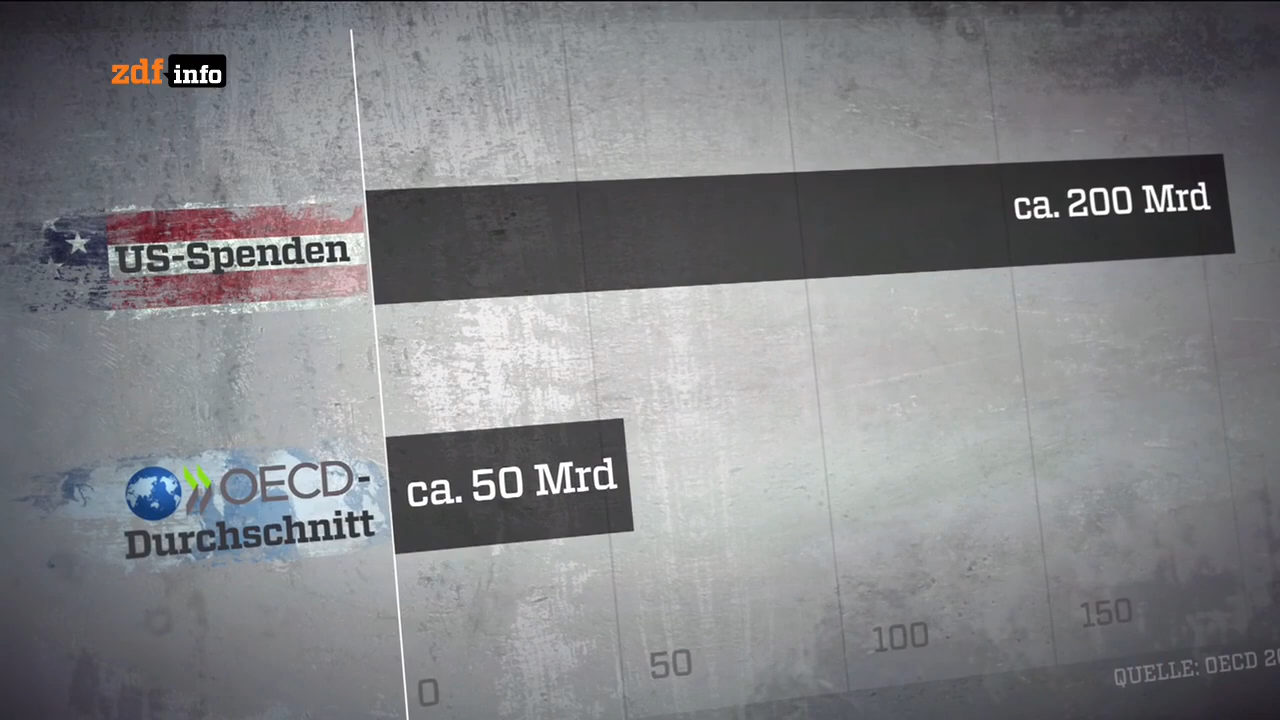 zdf info
US-Spenden
ca. 200 Mrd
OECD-
Durchschnitt
ca. 50 Mrd
0
50
100
150
QUELLE: OECD